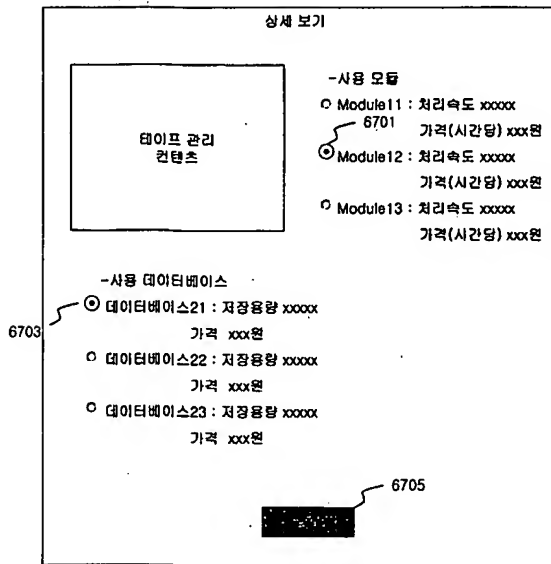 상세 보기
-사용 모듈
Module11 : 처리속도 xxxxx
6701
가격(시간당) xxx원
테이프 관리
컨텐츠
Module12 : 처리속도 xxxxx
가격(시간당) xxx원
Module13 : 처리속도 xxxxx
가격(시간당) xxx원
-사용 데이터베이스
데이터베이스21 : 저장용량 xxxxx
6703
가격 xxx원
데이터베이스22 : 저장용량 xxxxx
가격 xxx원
데이터베이스23 : 저장용량 xxxxx
가격 xxx원
6705